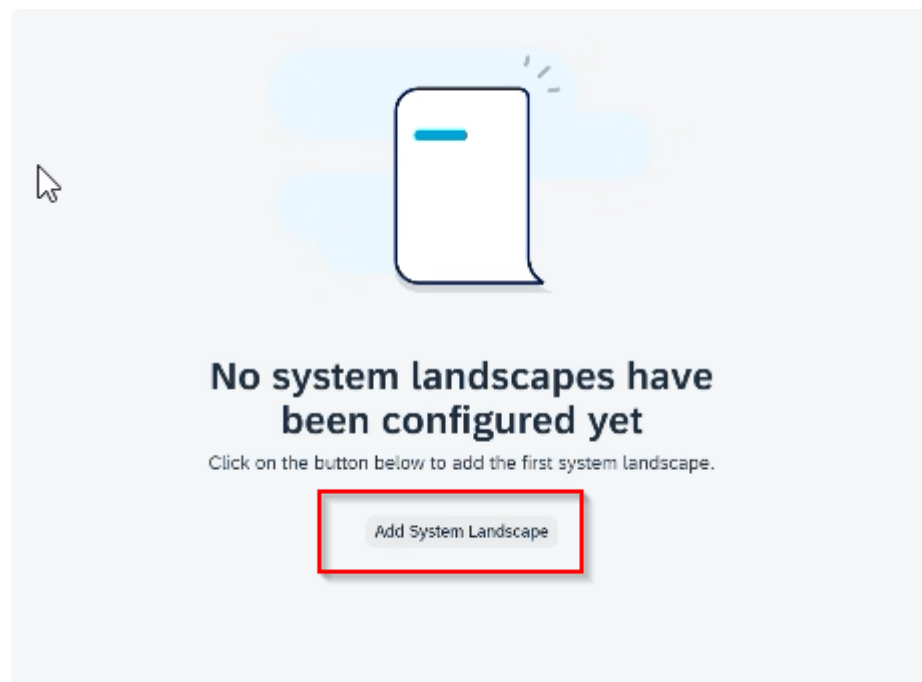 No system landscapes have
been configured yet
Click on the button below to add the first system landscape.
Add System Landscape